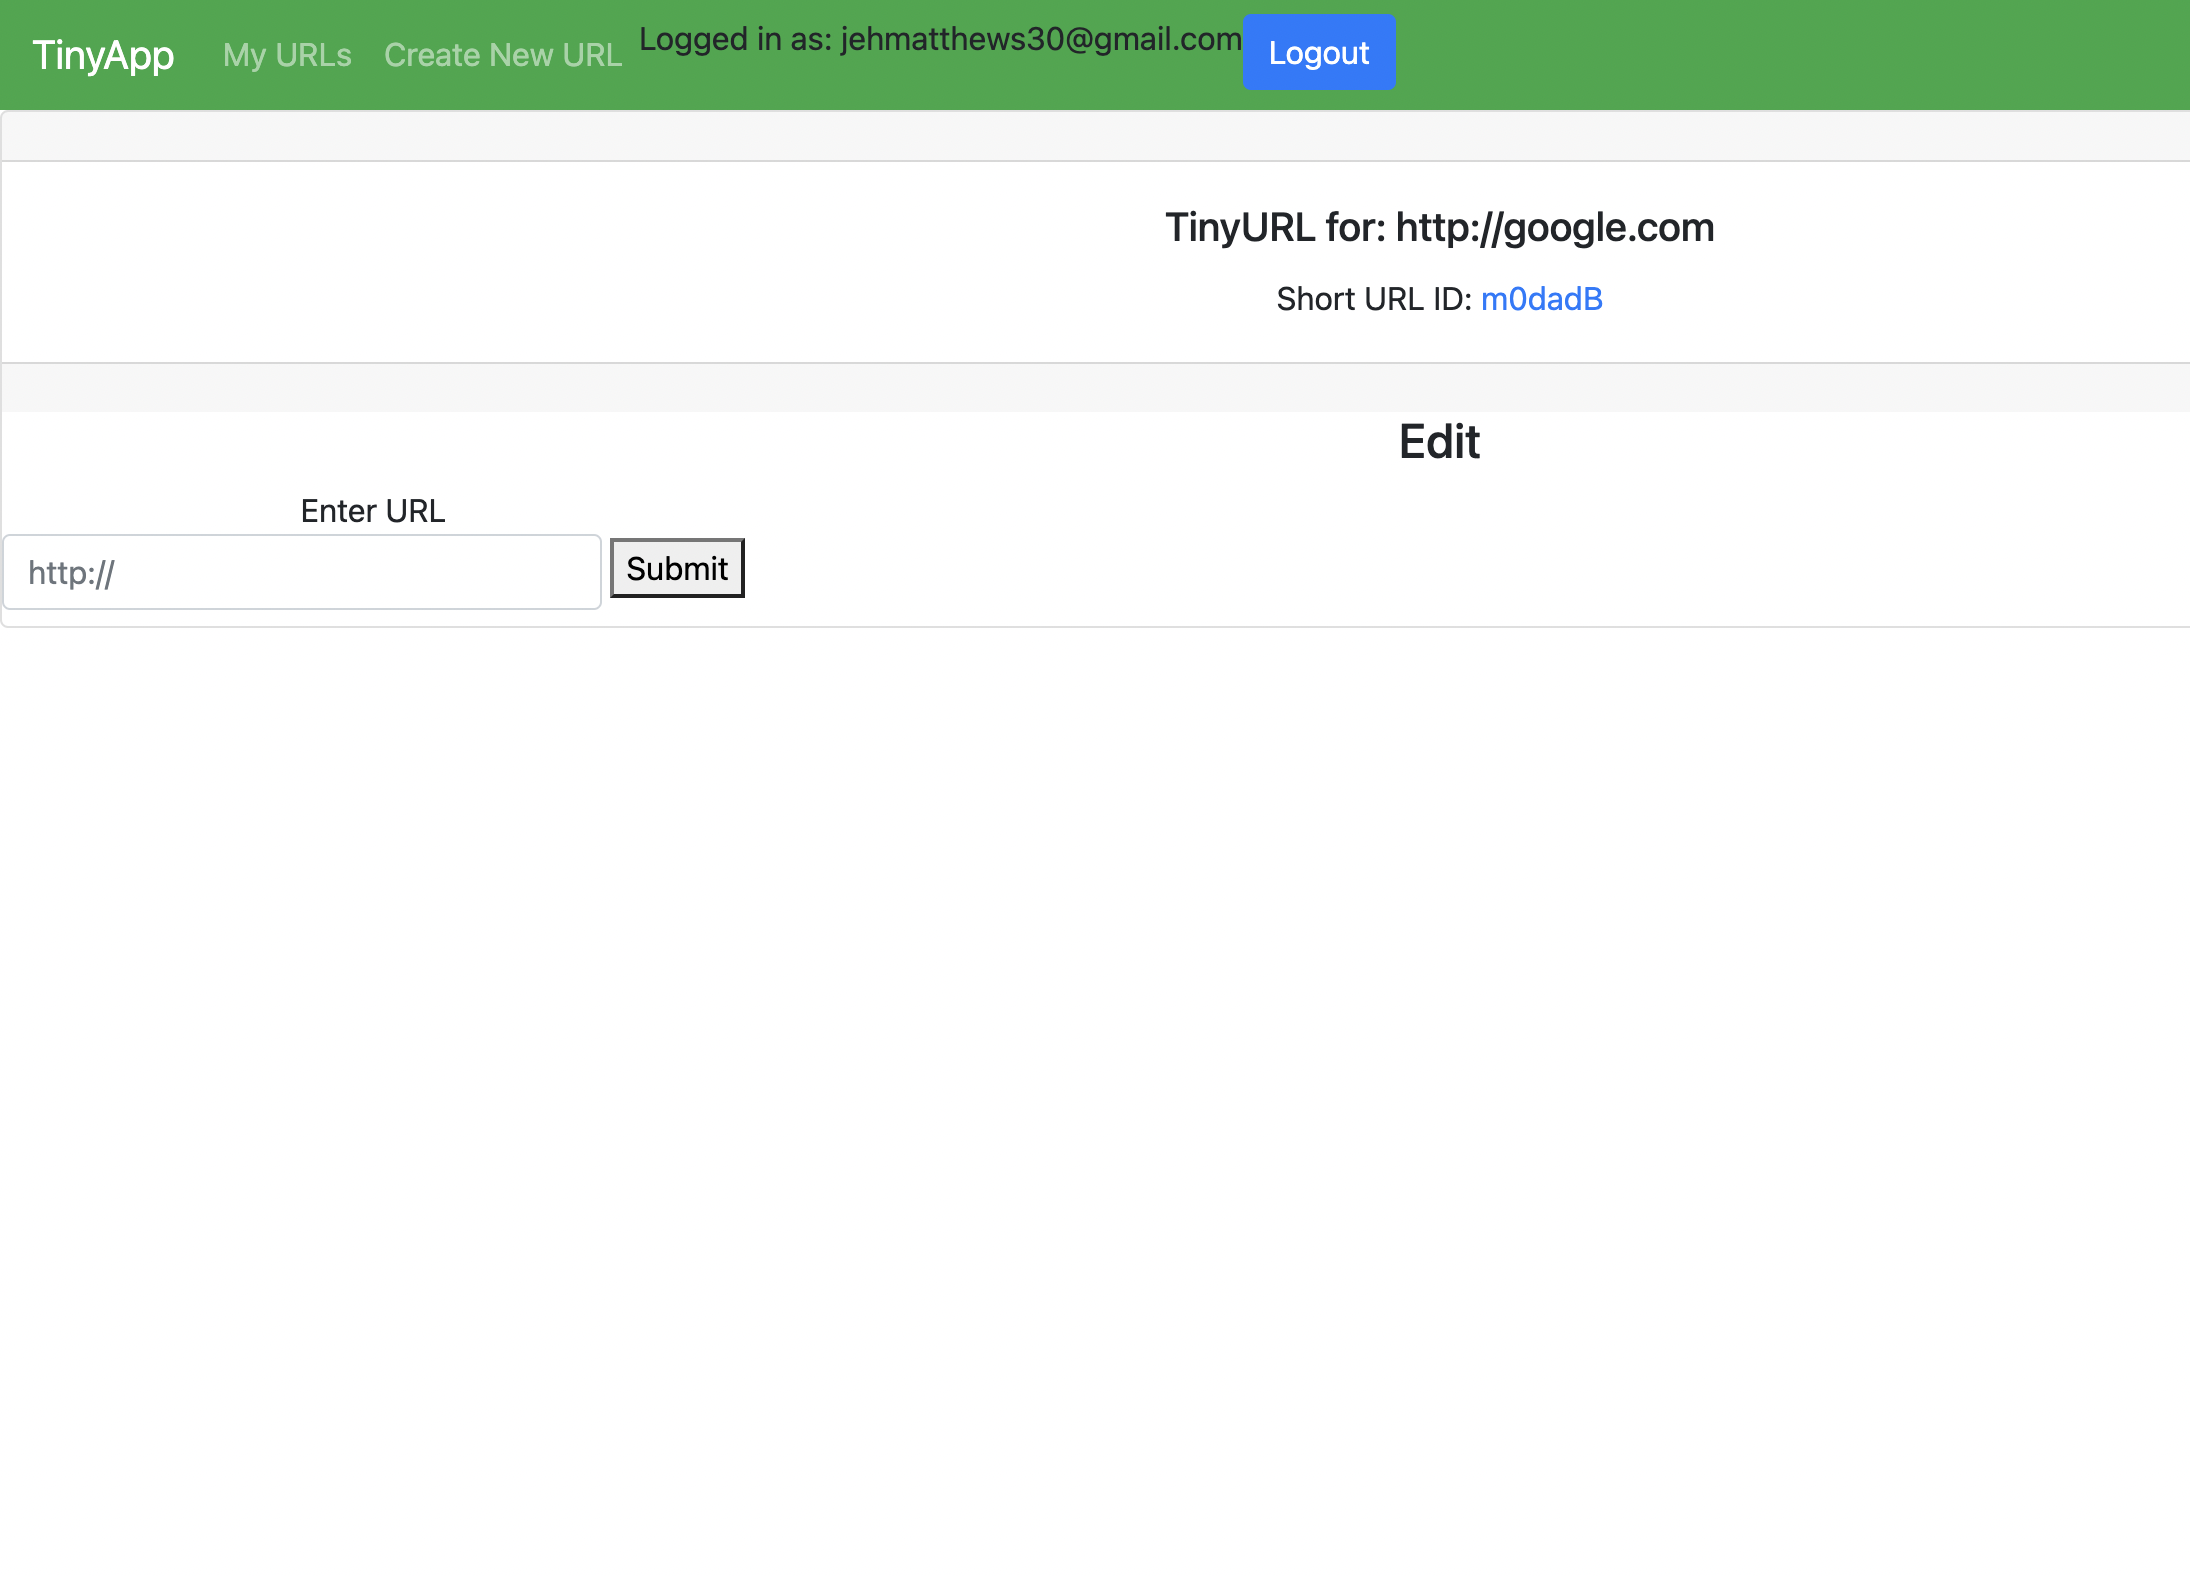 TinyApp My URLs Create New URL Logged in as: jehmatthews30@gmail.com Logout
TinyURL for: http://google.com
Short URL ID: m0dadB
Edit
Enter URL
http:// Submit